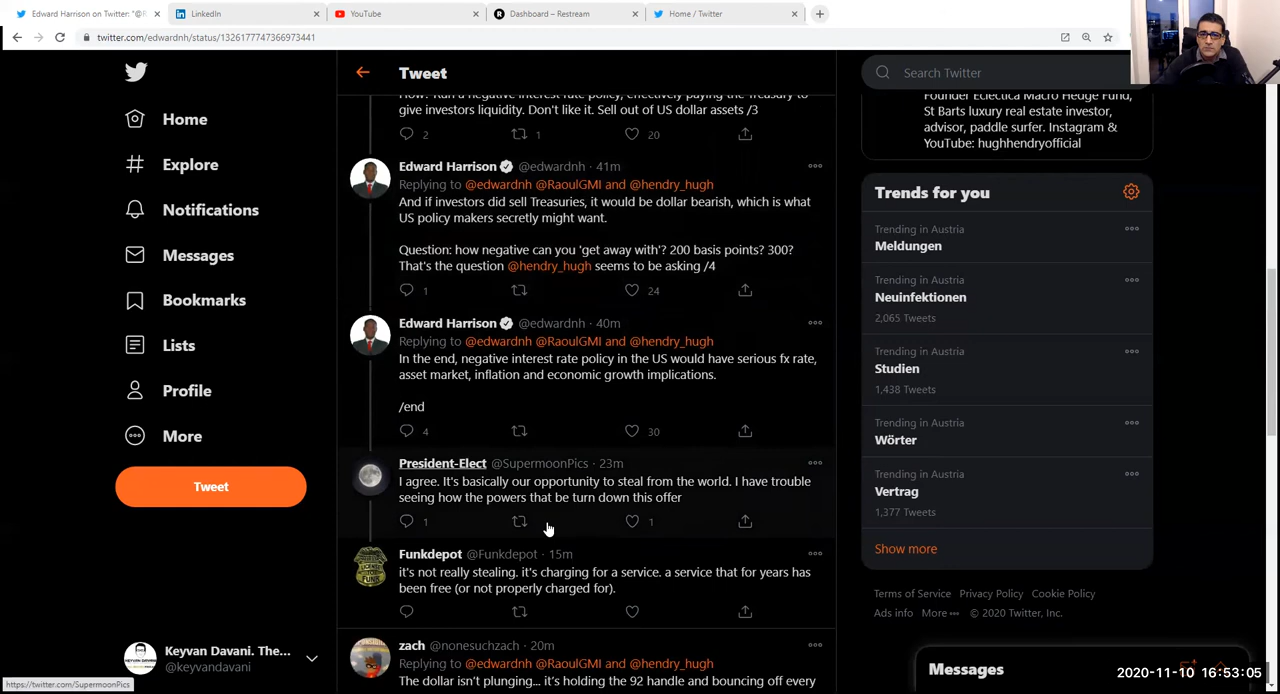 Edward Harrison on Twitter: "@R
LinkedIn
YouTube
Dashboard – Restream
Home / Twitter
twitter.com/edwardnh/status/1326177747366973441
Home
Explore
Notifications
Messages
Bookmarks
Lists
Profile
More
Tweet
Keyvan Davani. The...
@keyvandavani
https://twitter.com/SupermoonPics
Tweet
How? Run a negative interest rate policy, effectively paying the Treasury to
give investors liquidity. Don't like it. Sell out of US dollar assets /3
2 1 20
Edward Harrison @edwardnh · 41m
Replying to @edwardnh @RaoulGMI and @hendry_hugh
And if investors did sell Treasuries, it would be dollar bearish, which is what
US policy makers secretly might want.
Question: how negative can you 'get away with'? 200 basis points? 300?
That's the question @hendry_hugh seems to be asking /4
1 24
Edward Harrison @edwardnh · 40m
Replying to @edwardnh @RaoulGMI and @hendry_hugh
In the end, negative interest rate policy in the US would have serious fx rate,
asset market, inflation and economic growth implications.
/end
4 30
President-Elect @SupermoonPics · 23m
I agree. It's basically our opportunity to steal from the world. I have trouble
seeing how the powers that be turn down this offer
1 1
Funkdepot @Funkdepot · 15m
it's not really stealing. it's charging for a service. a service that for years has
been free (or not properly charged for).
zach @nonesuchzach · 20m
Replying to @edwardnh @RaoulGMI and @hendry_hugh
The dollar isn't plunging... it's holding the 92 handle and bouncing off every
Search Twitter
Founder Eclectica Macro Hedge Fund,
St Barts luxury real estate investor,
advisor, paddle surfer. Instagram &
YouTube: hughhendryofficial
Trends for you
Trending in Austria
Meldungen
Trending in Austria
Neuinfektionen
2,065 Tweets
Trending in Austria
Studien
1,438 Tweets
Trending in Austria
Wörter
Trending in Austria
Vertrag
1,377 Tweets
Show more
Terms of Service Privacy Policy Cookie Policy
Ads info More © 2020 Twitter, Inc.
Messages
2020-11-10 16:53:05